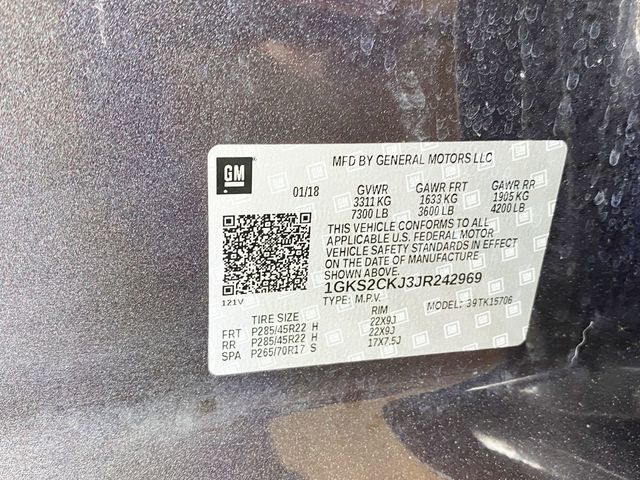 GM
MFD BY GENERAL MOTORS LLC
01/18 GVWR GAWR FRT GAWR RR
3311 KG 1633 KG 1905 KG
7300 LB 3600 LB 4200 LB
THIS VEHICLE CONFORMS TO ALL
APPLICABLE U.S. FEDERAL MOTOR
VEHICLE SAFETY STANDARDS IN
EFFECT ON THE DATE OF MANUFACTURE
SHOWN ABOVE.
1GKS2CKJ3JR242969
121V TYPE: M.P.V. MODEL: 39TK15706
TIRE SIZE RIM
FRT P285/45R22 H 22X9J
RR P285/45R22 H 22X9J
SPA P265/70R17 S 17X7.5J